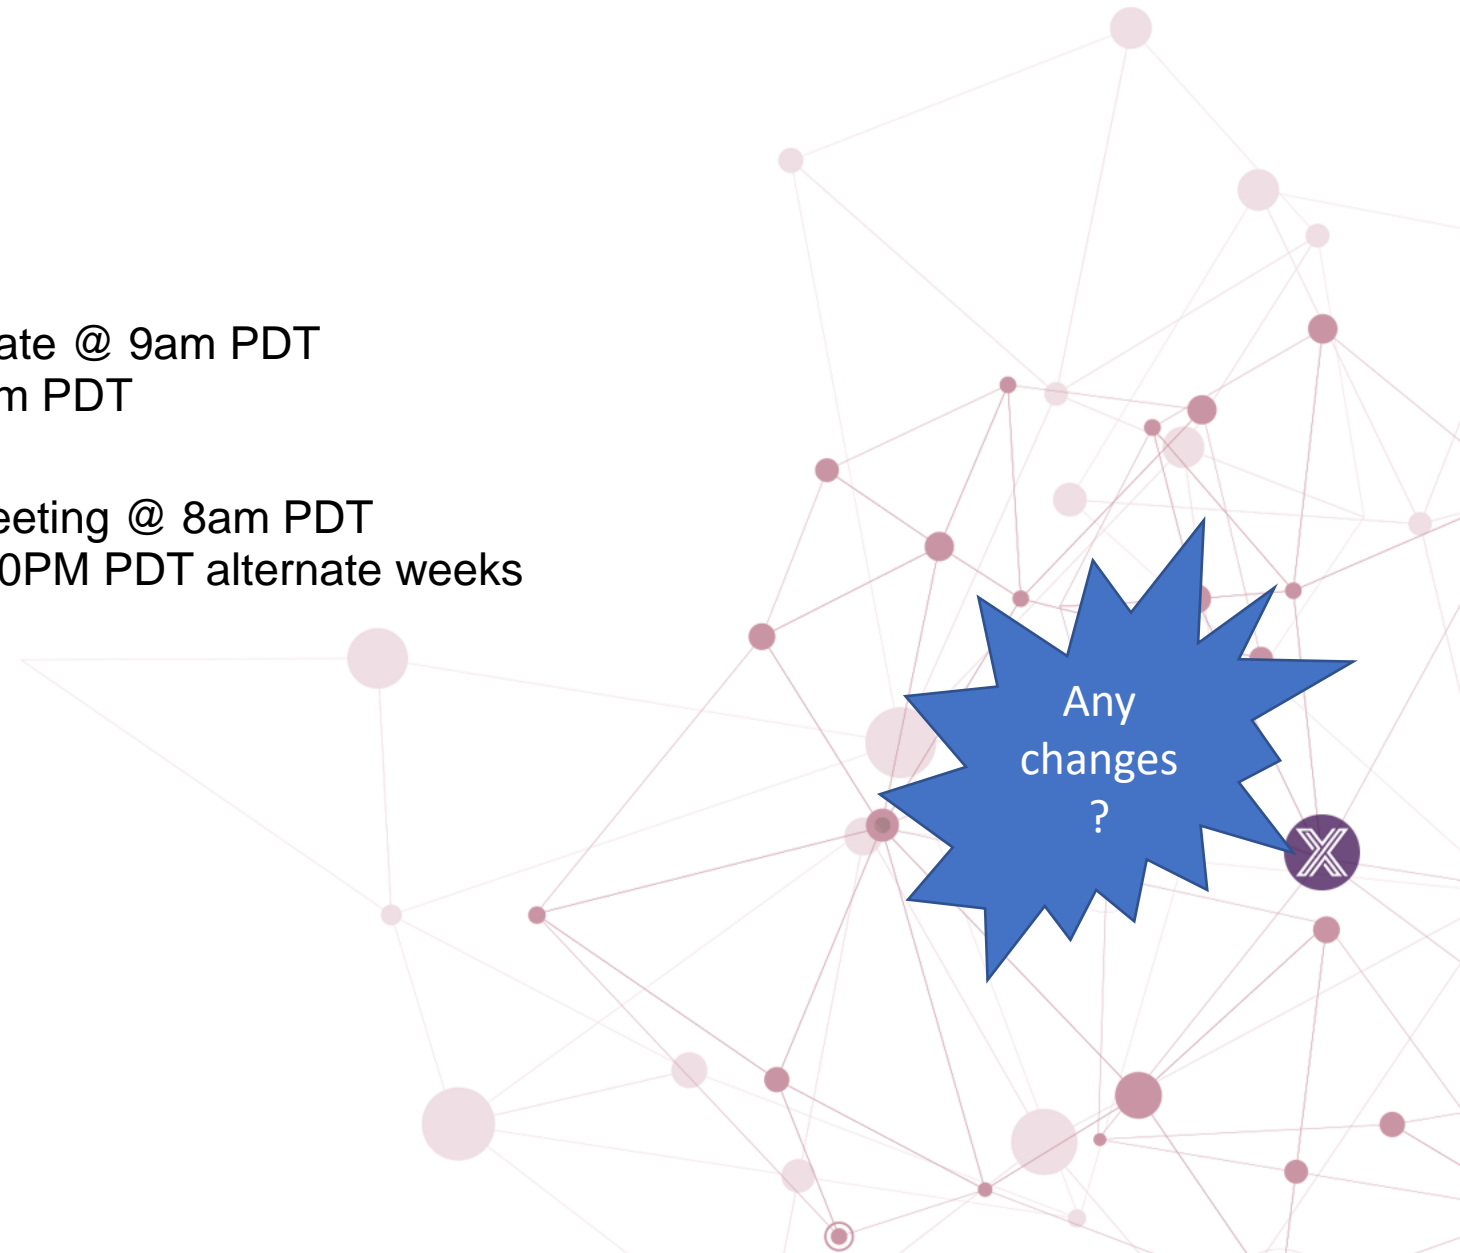 ate @ 9am PDT
m PDT
eeting @ 8am PDT
0PM PDT alternate weeks
Any
changes
?